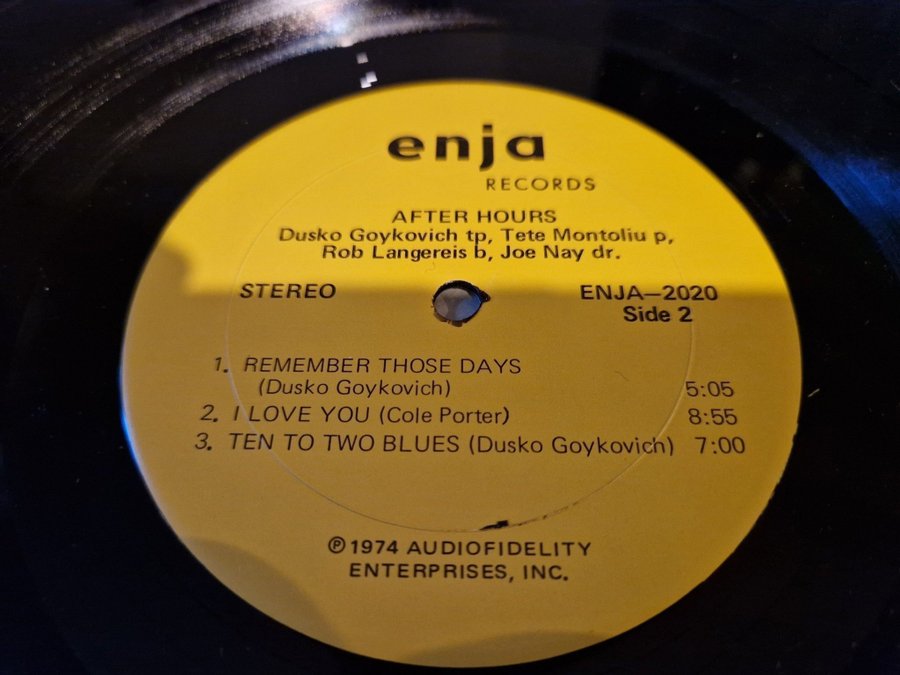 enja
RECORDS
AFTER HOURS
Dusko Goykovich tp, Tete Montoliu p,
Rob Langereis b, Joe Nay dr.
STEREO
ENJA—2020
Side 2
1. REMEMBER THOSE DAYS
(Dusko Goykovich) 5:05
2. I LOVE YOU (Cole Porter) 8:55
3. TEN TO TWO BLUES (Dusko Goykovich) 7:00
℗ 1974 AUDIOFIDELITY
ENTERPRISES, INC.